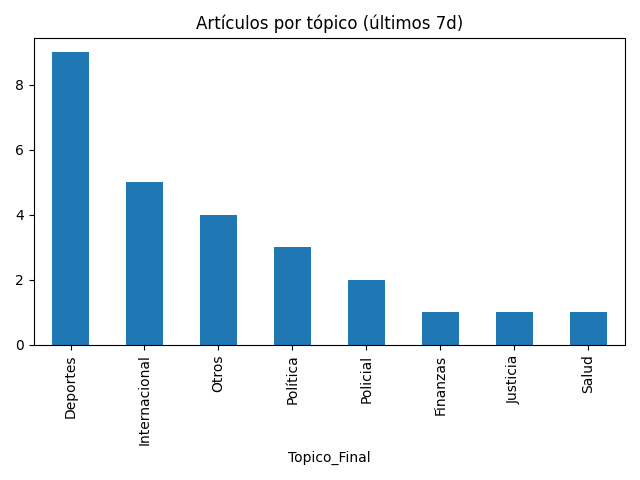 Artículos por tópico (últimos 7d)
8
6
4
2
0
Deportes
Internacional
Otros
Política
Policial
Finanzas
Justicia
Salud
Topico_Final